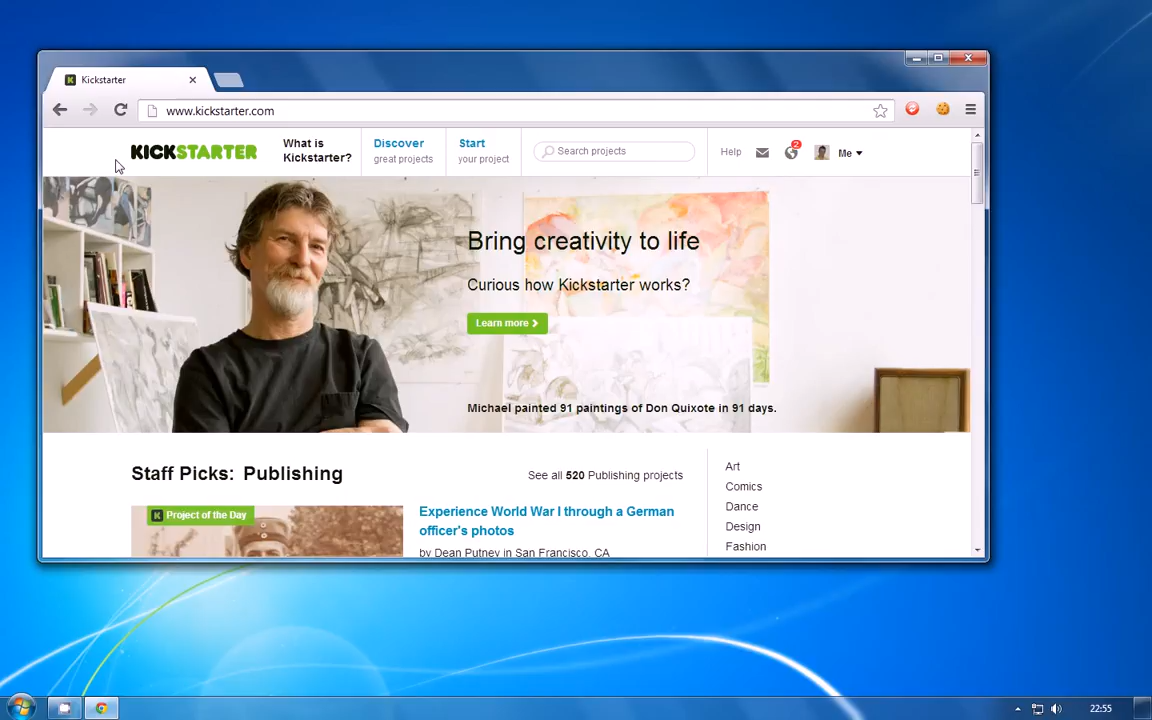 Kickstarter
www.kickstarter.com
KICKSTARTER
What is
Kickstarter?
Discover
great projects
Start
your project
Search projects
Help
2
Me
Bring creativity to life
Curious how Kickstarter works?
Learn more
Michael painted 91 paintings of Don Quixote in 91 days.
Staff Picks: Publishing
See all 520 Publishing projects
K Project of the Day
Experience World War I through a German
officer's photos
by Dean Putney in San Francisco, CA
Art
Comics
Dance
Design
Fashion
22:55